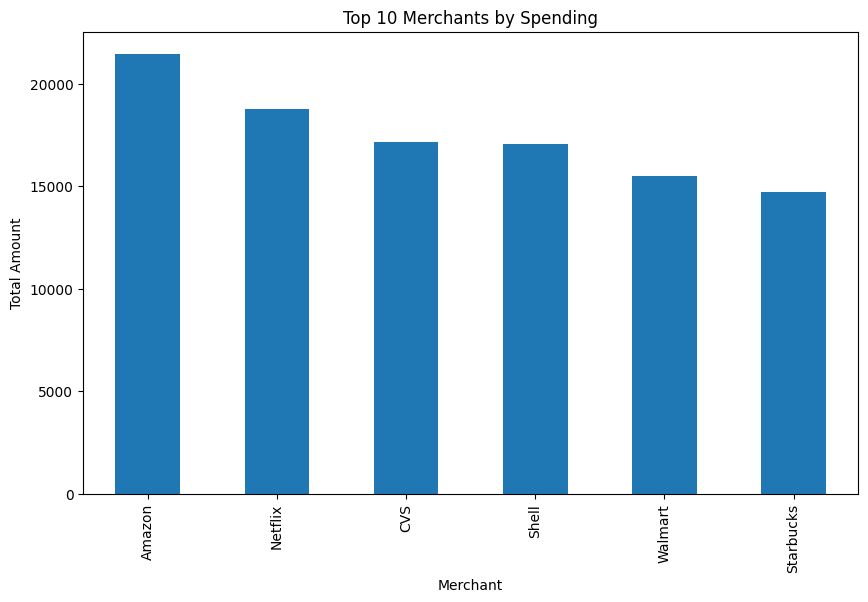 Top 10 Merchants by Spending
Total Amount
20000
15000
10000
5000
0
Amazon
Netflix
CVS
Shell
Walmart
Starbucks
Merchant